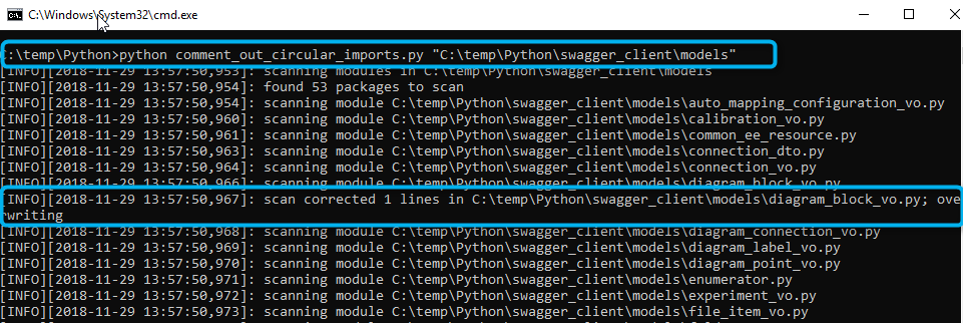 C:\Windows\System32\cmd.exe
:\temp\Python>python comment_out_circular_imports.py "C:\temp\Python\swagger_client\models"
[INFO][2018-11-29 13:57:50,953]: scanning modules in C:\temp\Python\swagger_client\models
[INFO][2018-11-29 13:57:50,954]: found 53 packages to scan
[INFO][2018-11-29 13:57:50,954]: scanning module C:\temp\Python\swagger_client\models\auto_mapping_configuration_vo.py
[INFO][2018-11-29 13:57:50,960]: scanning module C:\temp\Python\swagger_client\models\calibration_vo.py
[INFO][2018-11-29 13:57:50,961]: scanning module C:\temp\Python\swagger_client\models\common_ee_resource.py
[INFO][2018-11-29 13:57:50,963]: scanning module C:\temp\Python\swagger_client\models\connection_dto.py
[INFO][2018-11-29 13:57:50,964]: scanning module C:\temp\Python\swagger_client\models\connection_vo.py
[INFO][2018-11-29 13:57:50,966]: scanning module C:\temp\Python\swagger_client\models\diagram_block_vo.py
[INFO][2018-11-29 13:57:50,967]: scan corrected 1 lines in C:\temp\Python\swagger_client\models\diagram_block_vo.py; ove
rwriting
[INFO][2018-11-29 13:57:50,968]: scanning module C:\temp\Python\swagger_client\models\diagram_connection_vo.py
[INFO][2018-11-29 13:57:50,969]: scanning module C:\temp\Python\swagger_client\models\diagram_label_vo.py
[INFO][2018-11-29 13:57:50,970]: scanning module C:\temp\Python\swagger_client\models\diagram_point_vo.py
[INFO][2018-11-29 13:57:50,971]: scanning module C:\temp\Python\swagger_client\models\enumerator.py
[INFO][2018-11-29 13:57:50,972]: scanning module C:\temp\Python\swagger_client\models\experiment_vo.py
[INFO][2018-11-29 13:57:50,973]: scanning module C:\temp\Python\swagger_client\models\file_item_vo.py